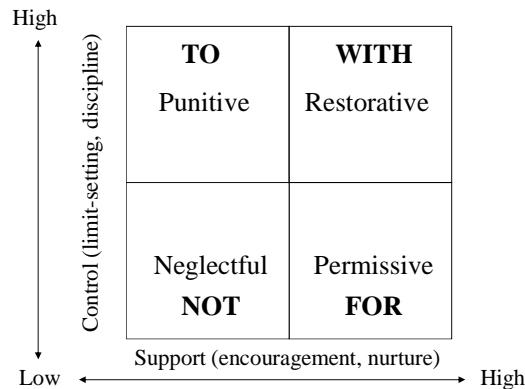 High
Control (limit-setting, discipline)
TO
WITH
Punitive
Restorative
Neglectful
Permissive
NOT
FOR
Support (encouragement, nurture)
Low
High